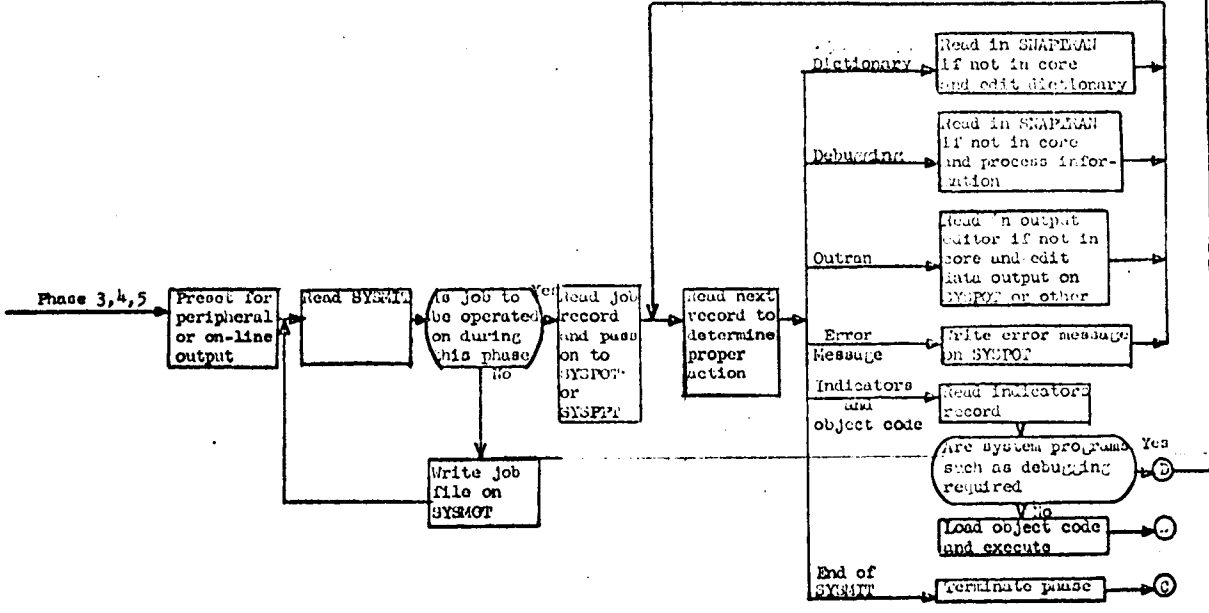 Phase 3,4,5
Preset for
peripheral
or on-line
output
Read SYSMIT
Is job to
be operated
on during
this phase
Yes
No
Write job
file on
SYSMOT
Read job
record
and pass
on to
SYSPOT
or
SYSPPT
Read next
record to
determine
proper
action
Dictionary
Read in SNAPTRAN
if not in core
and edit dictionary
Debugging
Read in SNAPTRAN
if not in core
and process infor-
mation
Outran
Read in output
editor if not in
core and edit
data output on
SYSPOT or other
Error
Message
Write error message
on SYSPOT
Indicators
and
object code
Read indicators
record
Are system programs
such as debugging
required
Yes
D
No
Load object code
and execute
End of
SYSMIT
Terminate phase
C